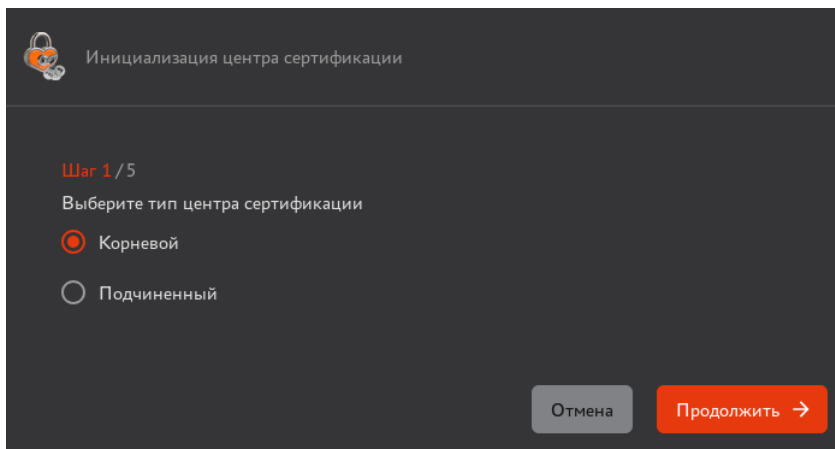 Инициализация центра сертификации
Шаг 1 / 5
Выберите тип центра сертификации
Корневой
Подчиненный
Отмена
Продолжить →